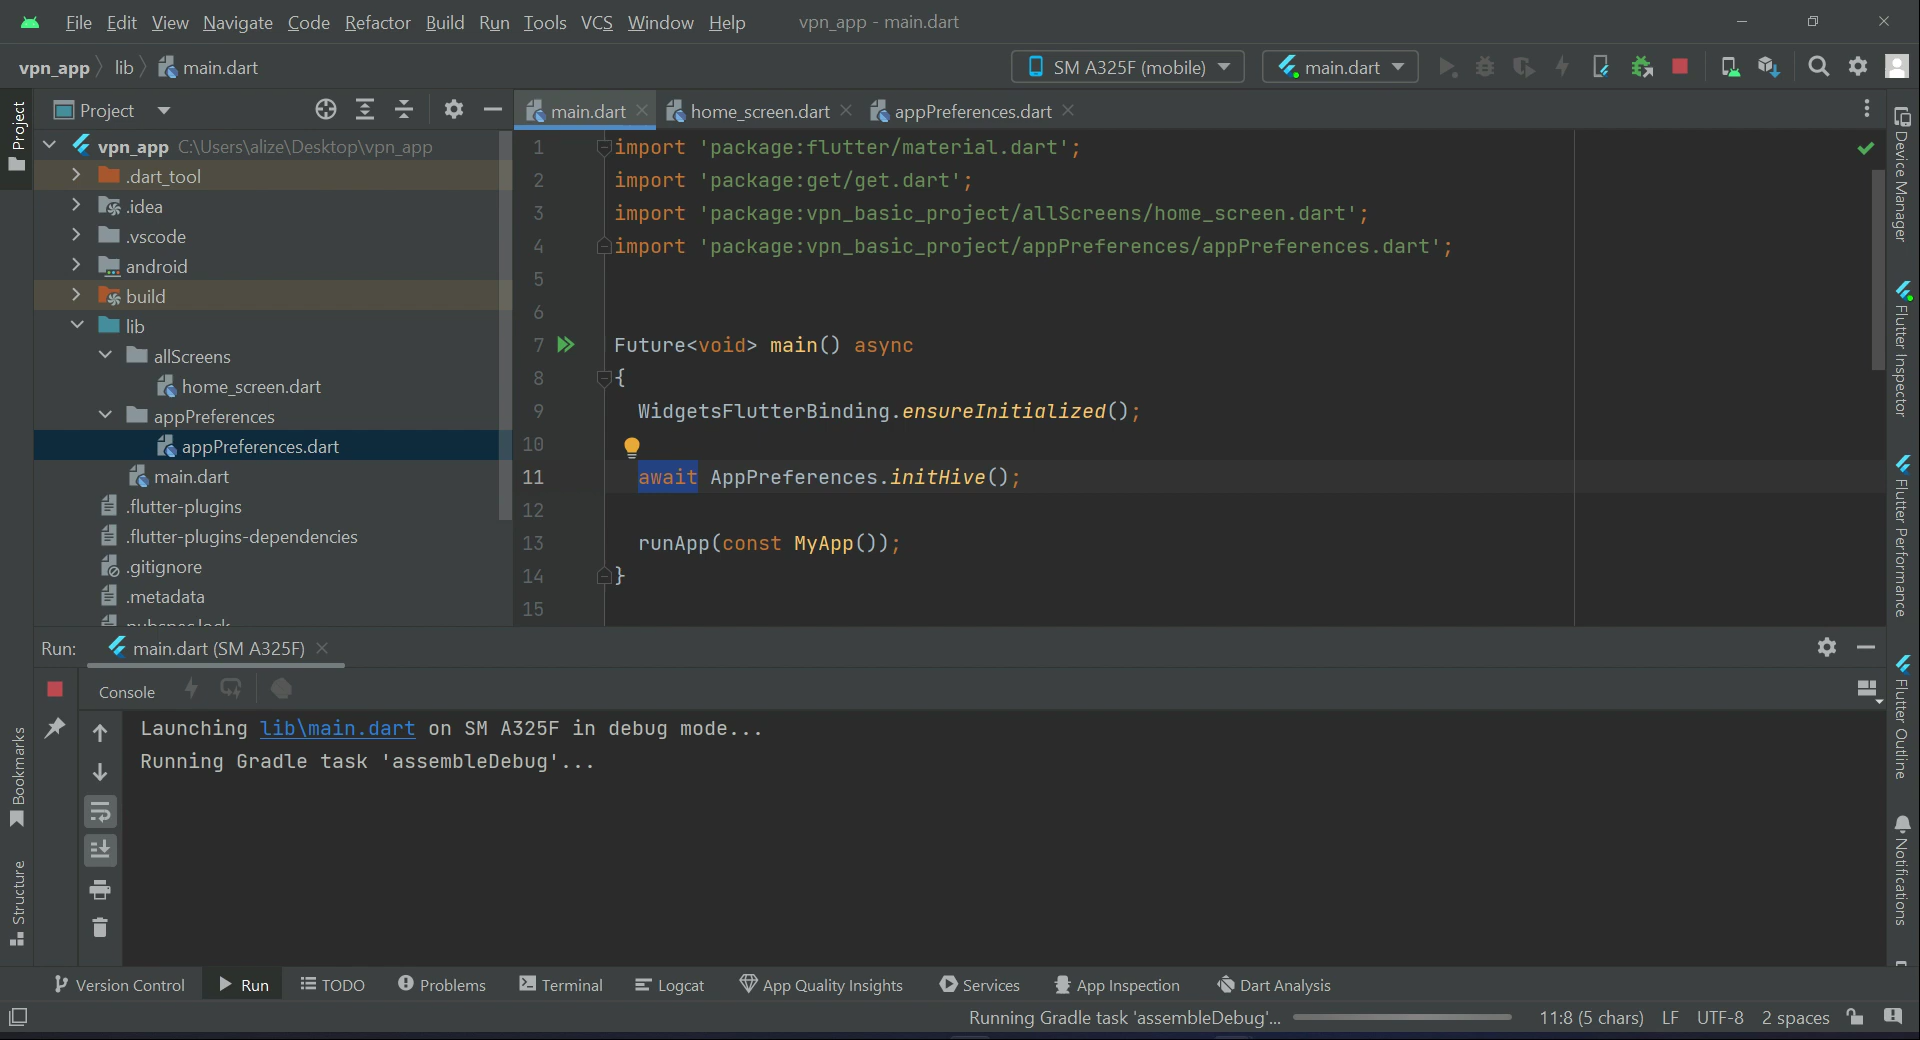 File Edit View Navigate Code Refactor Build Run Tools VCS Window Help vpn_app - main.dart
vpn_app lib main.dart SM A325F (mobile) main.dart
Project
Project
main.dart
home_screen.dart
appPreferences.dart
vpn_app C:\Users\alize\Desktop\vpn_app
.dart_tool
.idea
.vscode
android
build
lib
allScreens
home_screen.dart
appPreferences
appPreferences.dart
main.dart
.flutter-plugins
.flutter-plugins-dependencies
.gitignore
.metadata
1 import 'package:flutter/material.dart';
2 import 'package:get/get.dart';
3 import 'package:vpn_basic_project/allScreens/home_screen.dart';
4 import 'package:vpn_basic_project/appPreferences/appPreferences.dart';
5
6
7 Future<void> main() async
8 {
9 WidgetsFlutterBinding.ensureInitialized();
10
11 await AppPreferences.initHive();
12
13 runApp(const MyApp());
14 }
15
Device Manager
Flutter Inspector
Flutter Performance
Flutter Outline
Notifications
Run: main.dart (SM A325F)
Console
Launching lib\main.dart on SM A325F in debug mode...
Running Gradle task 'assembleDebug'...
Bookmarks
Structure
Version Control Run TODO Problems Terminal Logcat App Quality Insights Services App Inspection Dart Analysis
Running Gradle task 'assembleDebug'... 11:8 (5 chars) LF UTF-8 2 spaces